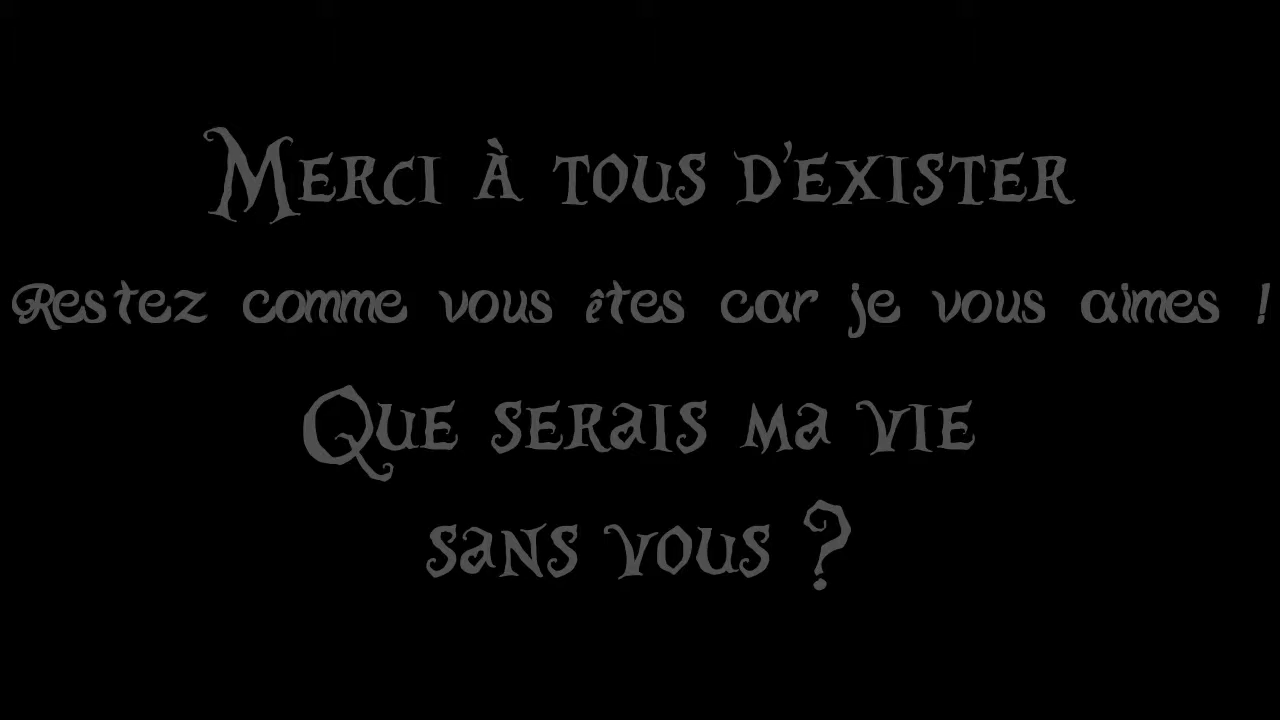 Merci à tous d'exister
Restez comme vous êtes car je vous aimes !
Que serais ma vie
sans vous ?